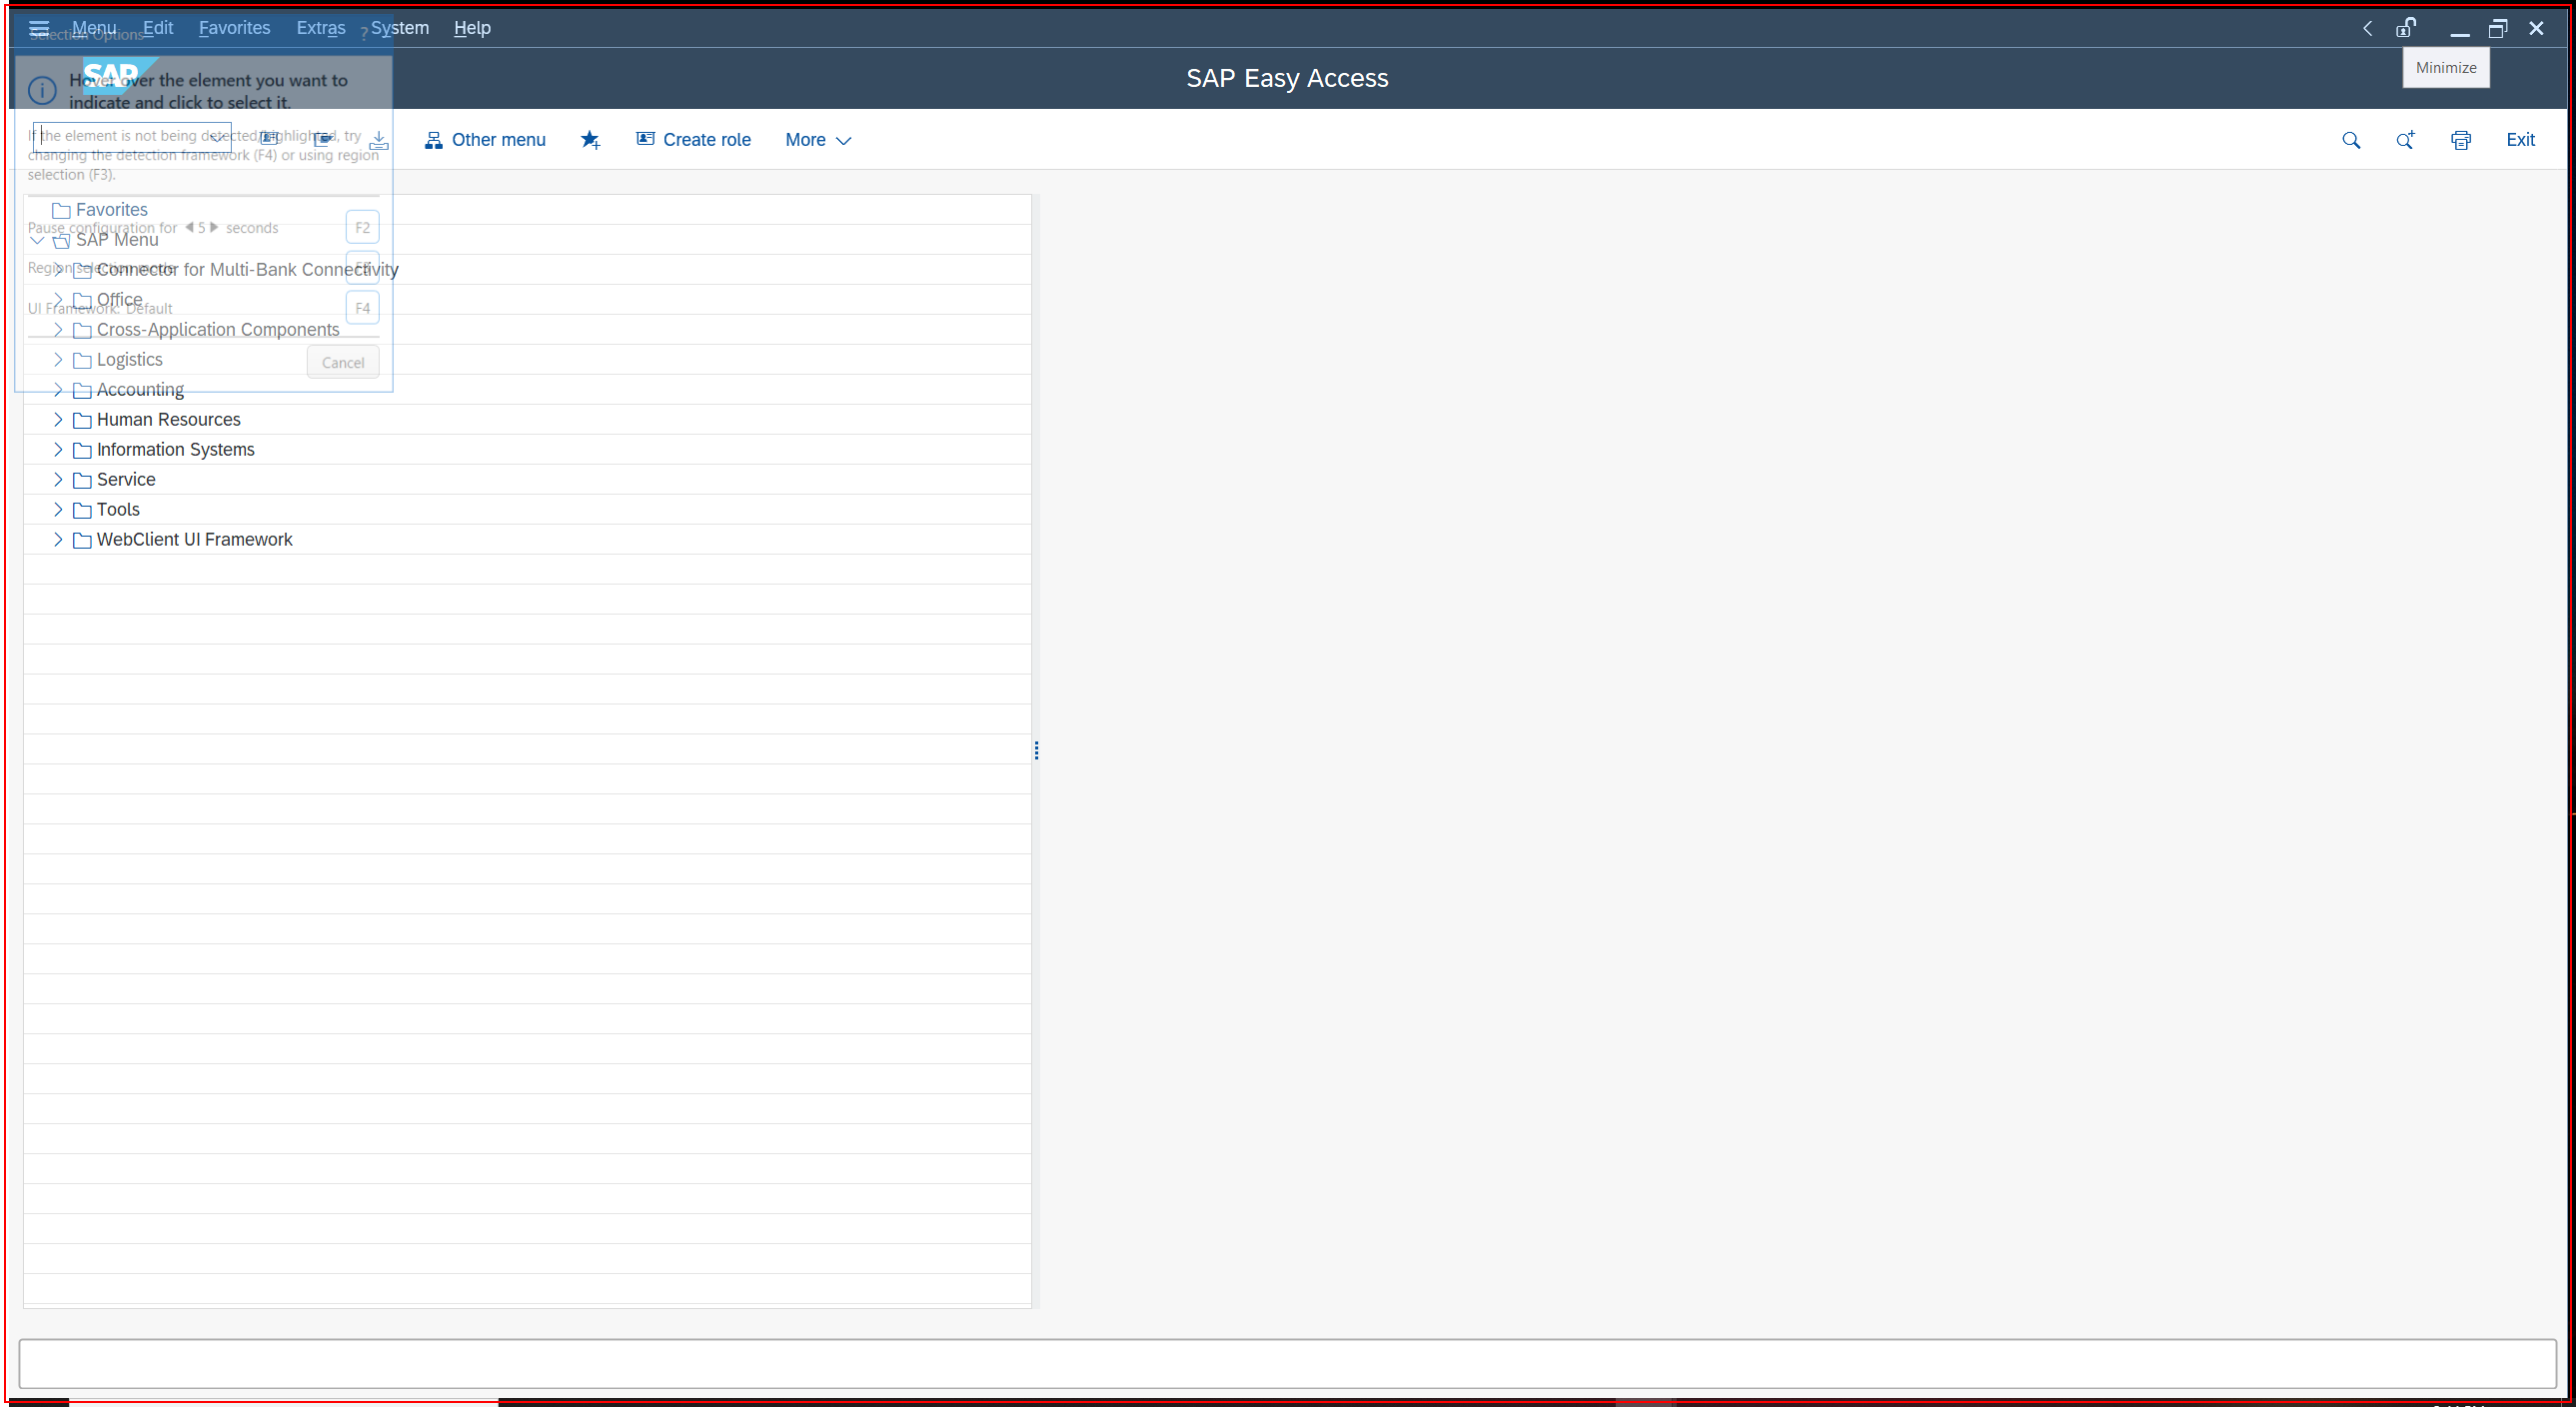 Menu Edit Favorites Extras System Help
Selection Options ?
SAP Easy Access
Minimize
SAP
Hover over the element you want to
indicate and click to select it.
If the element is not being detected/highlighted, try
changing the detection framework (F4) or using region
selection (F3).
Other menu Create role More Exit
Favorites
Pause configuration for 5 seconds F2
SAP Menu
Region selection mode F3
Connector for Multi-Bank Connectivity
Office
UI Framework: Default F4
Cross-Application Components
Logistics
Cancel
Accounting
Human Resources
Information Systems
Service
Tools
WebClient UI Framework